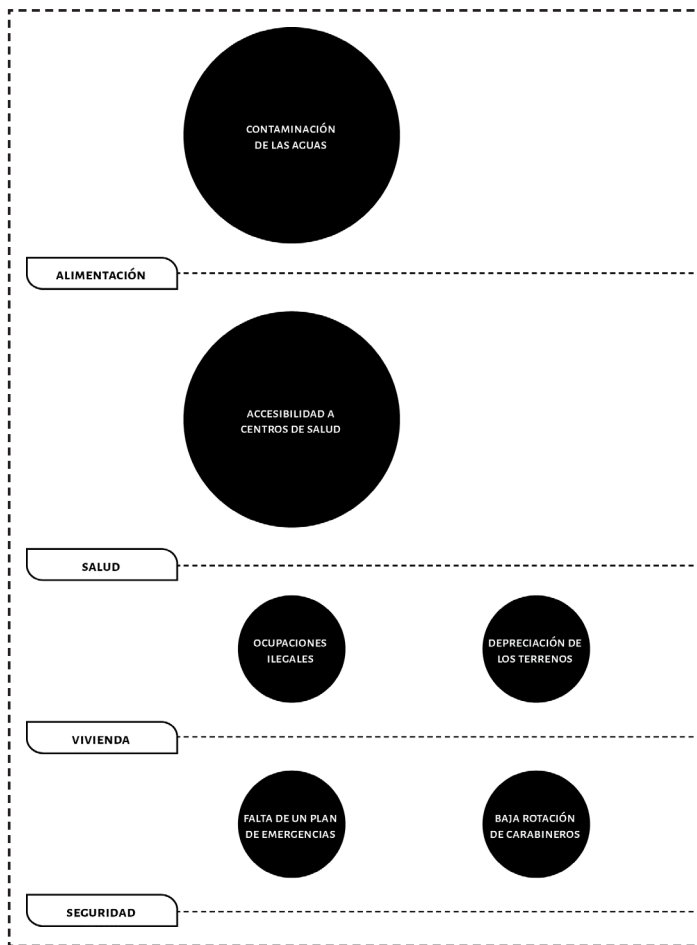 CONTAMINACIÓN
DE LAS AGUAS
ALIMENTACIÓN
ACCESIBILIDAD A
CENTROS DE SALUD
SALUD
OCUPACIONES
ILEGALES
DEPRECIACIÓN DE
LOS TERRENOS
VIVIENDA
FALTA DE UN PLAN
DE EMERGENCIAS
BAJA ROTACIÓN
DE CARABINEROS
SEGURIDAD